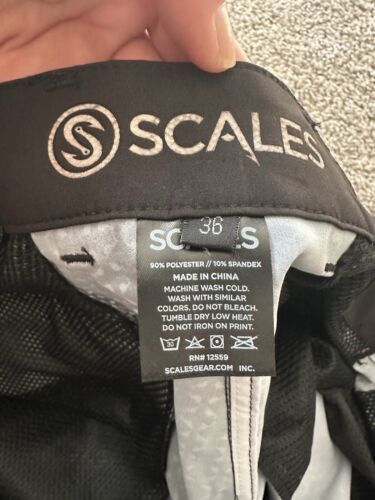 SCALES
36
SCALES
90% POLYESTER // 10% SPANDEX
MADE IN CHINA
MACHINE WASH COLD.
WASH WITH SIMILAR
COLORS. DO NOT BLEACH.
TUMBLE DRY LOW HEAT.
DO NOT IRON ON PRINT.
30
RN# 12559
SCALESGEAR.COM INC.